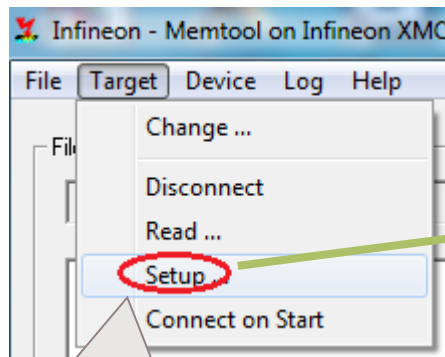 Infineon - Memtool on Infineon XMC
File Target Device Log Help
Change ...
Disconnect
Read ...
Setup ...
Connect on Start